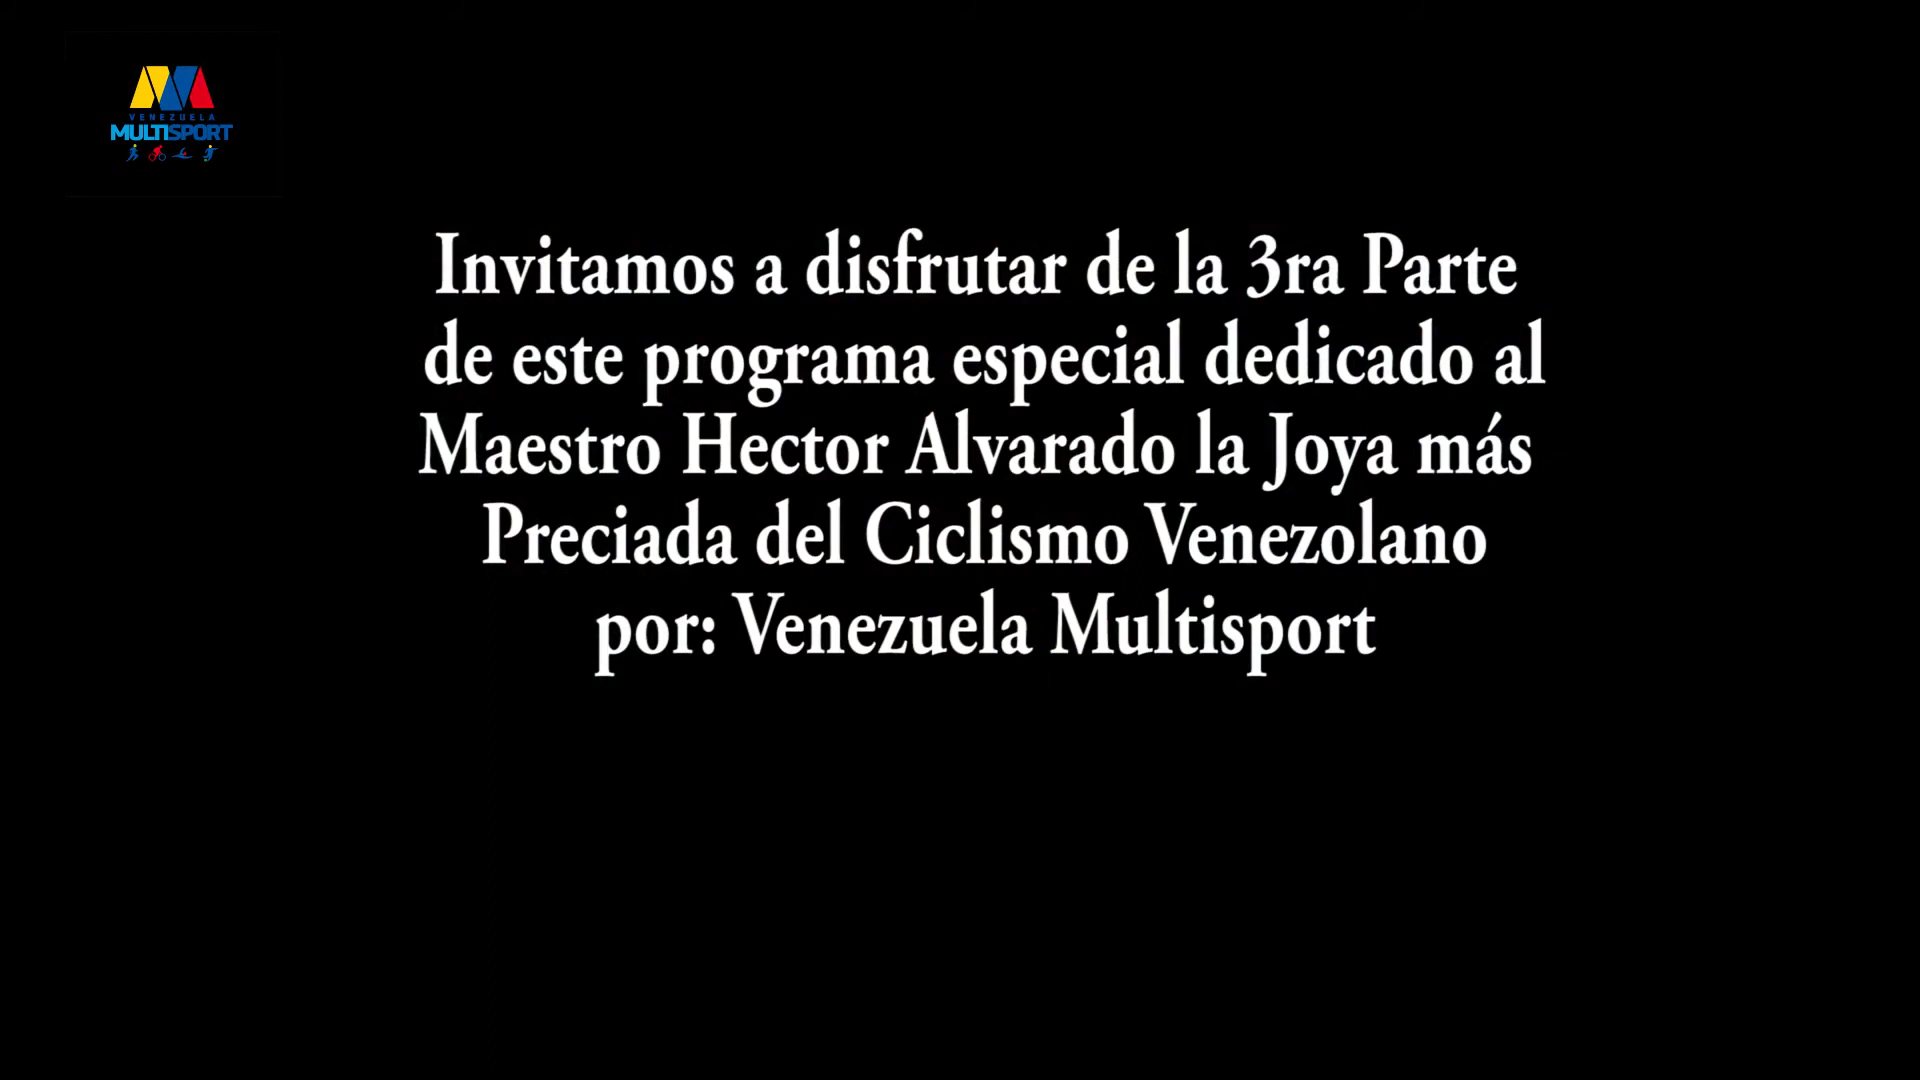 VENEZUELA
MULTISPORT
Invitamos a disfrutar de la 3ra Parte
de este programa especial dedicado al
Maestro Hector Alvarado la Joya más
Preciada del Ciclismo Venezolano
por: Venezuela Multisport